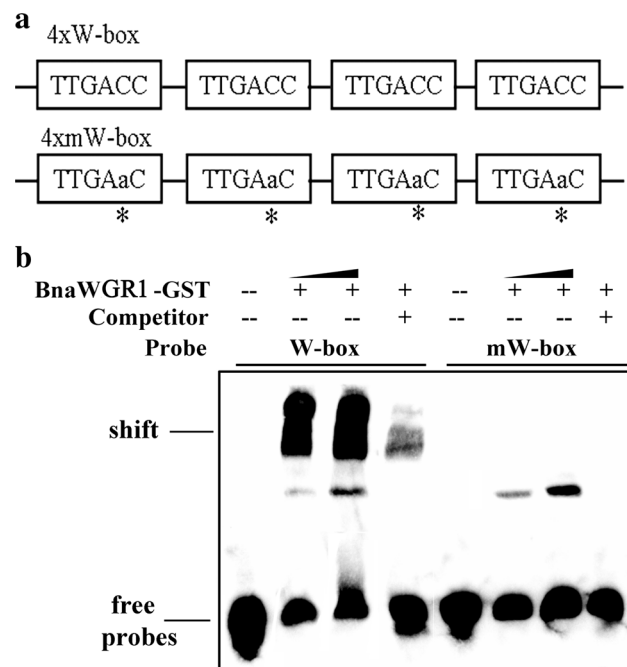 a
4xW-box
TTGACC TTGACC TTGACC TTGACC
4xmW-box
TTGAaC TTGAaC TTGAaC TTGAaC
* * * *
b
BnaWGR1-GST -- + + + -- + + +
Competitor -- -- -- + -- -- -- +
Probe W-box mW-box
shift
free
probes